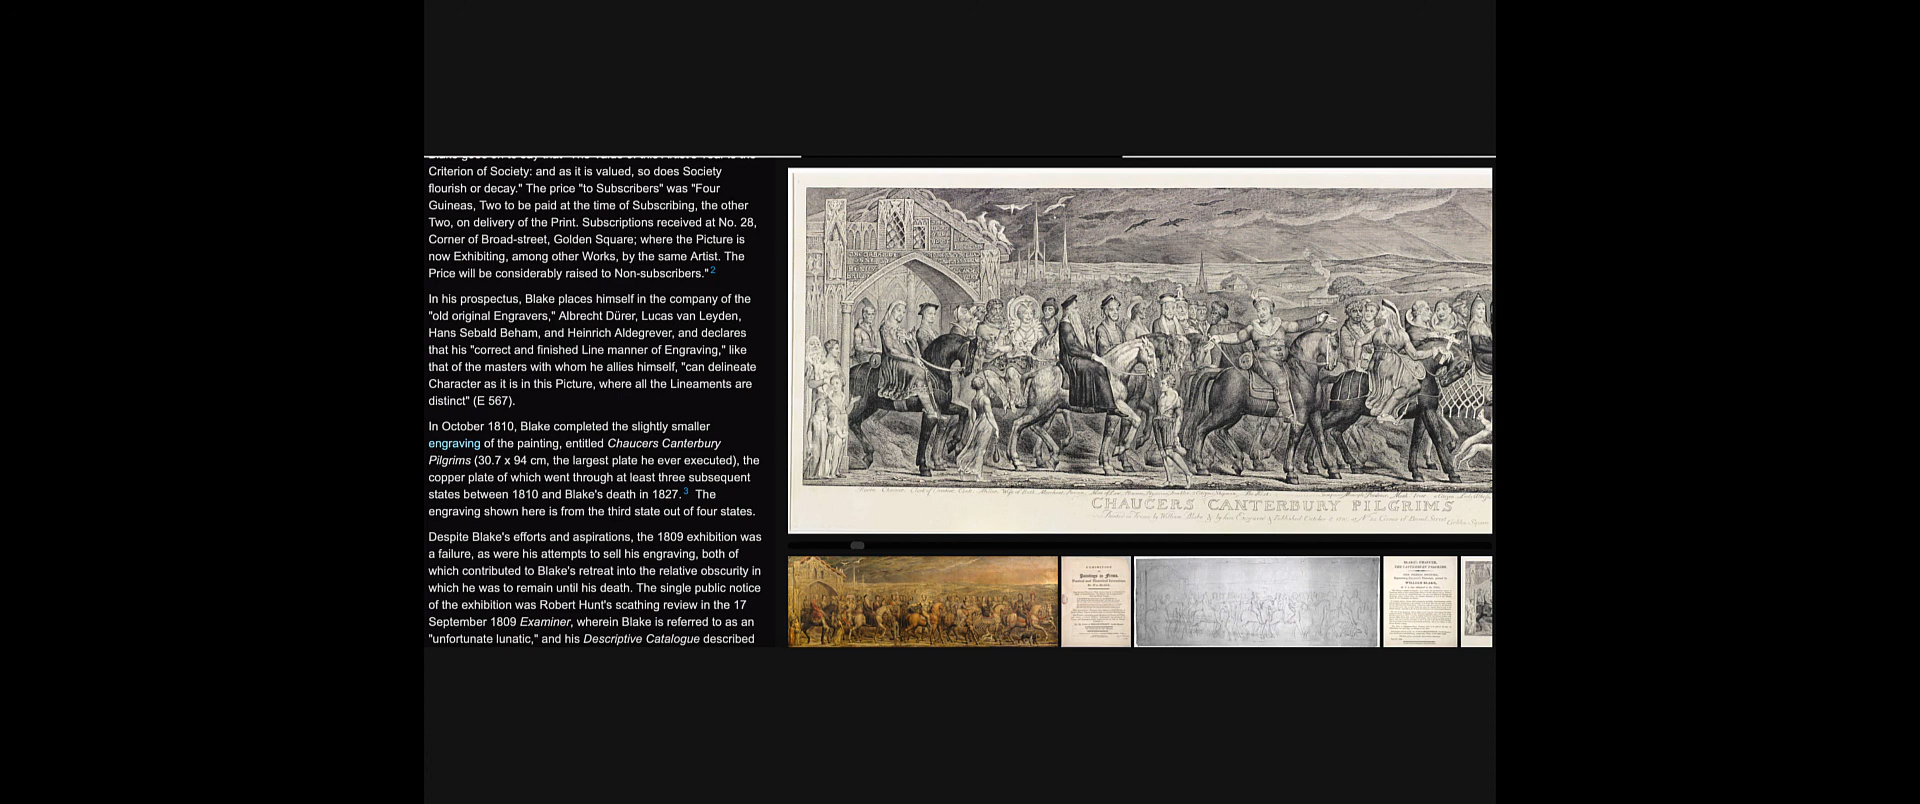 Criterion of Society: and as it is valued, so does Society
flourish or decay." The price "to Subscribers" was "Four
Guineas, Two to be paid at the time of Subscribing, the other
Two, on delivery of the Print. Subscriptions received at No. 28,
Corner of Broad-street, Golden Square; where the Picture is
now Exhibiting, among other Works, by the same Artist. The
Price will be considerably raised to Non-subscribers." 2
In his prospectus, Blake places himself in the company of the
"old original Engravers," Albrecht Dürer, Lucas van Leyden,
Hans Sebald Beham, and Heinrich Aldegrever, and declares
that his "correct and finished Line manner of Engraving," like
that of the masters with whom he allies himself, "can delineate
Character as it is in this Picture, where all the Lineaments are
distinct" (E 567).
In October 1810, Blake completed the slightly smaller
engraving of the painting, entitled Chaucers Canterbury
Pilgrims (30.7 x 94 cm, the largest plate he ever executed), the
copper plate of which went through at least three subsequent
states between 1810 and Blake's death in 1827. 3 The
engraving shown here is from the third state out of four states.
Despite Blake's efforts and aspirations, the 1809 exhibition was
a failure, as were his attempts to sell his engraving, both of
which contributed to Blake's retreat into the relative obscurity in
which he was to remain until his death. The single public notice
of the exhibition was Robert Hunt's scathing review in the 17
September 1809 Examiner, wherein Blake is referred to as an
"unfortunate lunatic," and his Descriptive Catalogue described
CHAUCERS CANTERBURY PILGRIMS